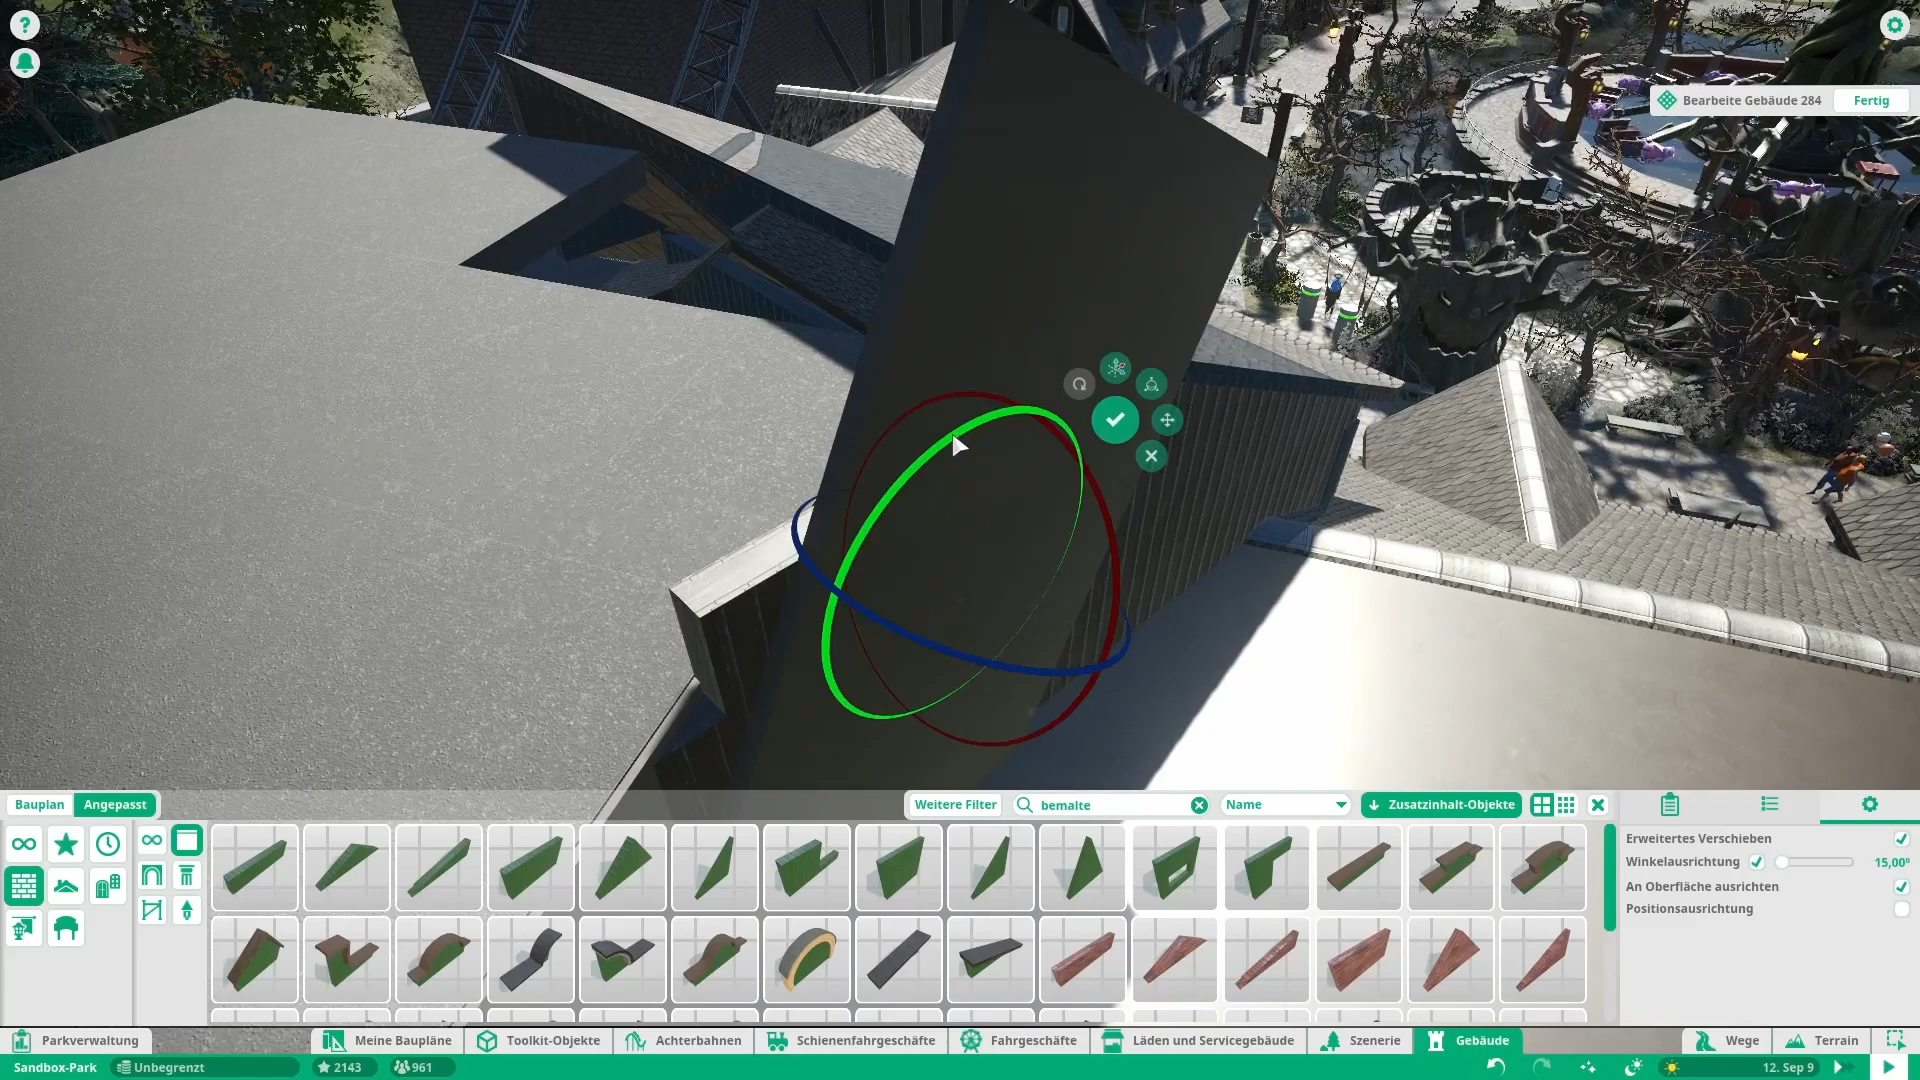 ?
Bearbeite Gebäude 284 Fertig
Bauplan Angepasst
Weitere Filter bemalte Name Zusatzinhalt-Objekte
Erweitertes Verschieben
Winkelausrichtung 15,00°
An Oberfläche ausrichten
Positionsausrichtung
Parkverwaltung Meine Baupläne Toolkit-Objekte Achterbahnen Schienenfahrgeschäfte Fahrgeschäfte Läden und Servicegebäude Szenerie Gebäude Wege Terrain
Sandbox-Park Unbegrenzt 2143 961 12. Sep 9